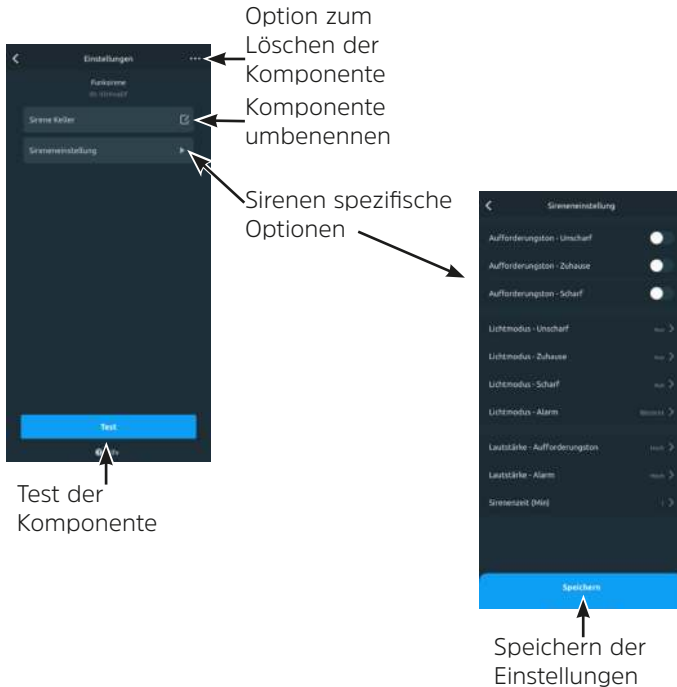 Option zum
Löschen der
Komponente
Einstellungen
Funksirene
Komponente
umbenennen
Sirene Keller
Sireneneinstellung
Sirenen spezifische
Optionen
Test
Test der
Komponente
Sireneneinstellung
Aufforderungston - Unscharf
Aufforderungston - Zuhause
Aufforderungston - Scharf
Lichtmodus - Unscharf
Lichtmodus - Zuhause
Lichtmodus - Scharf
Lichtmodus - Alarm
Lautstärke - Aufforderungston
Lautstärke - Alarm
Sirenenzeit (Min)
Speichern
Speichern der
Einstellungen